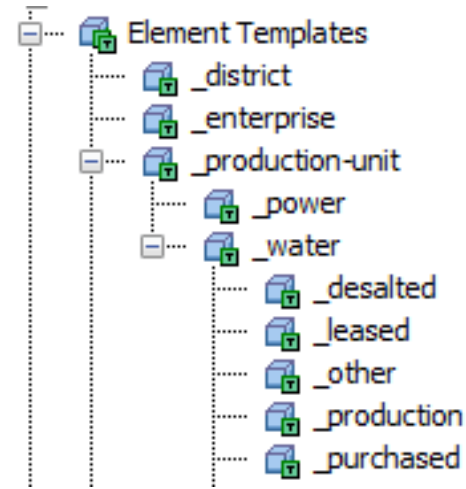 Element Templates
_district
_enterprise
_production-unit
_power
_water
_desalted
_leased
_other
_production
_purchased